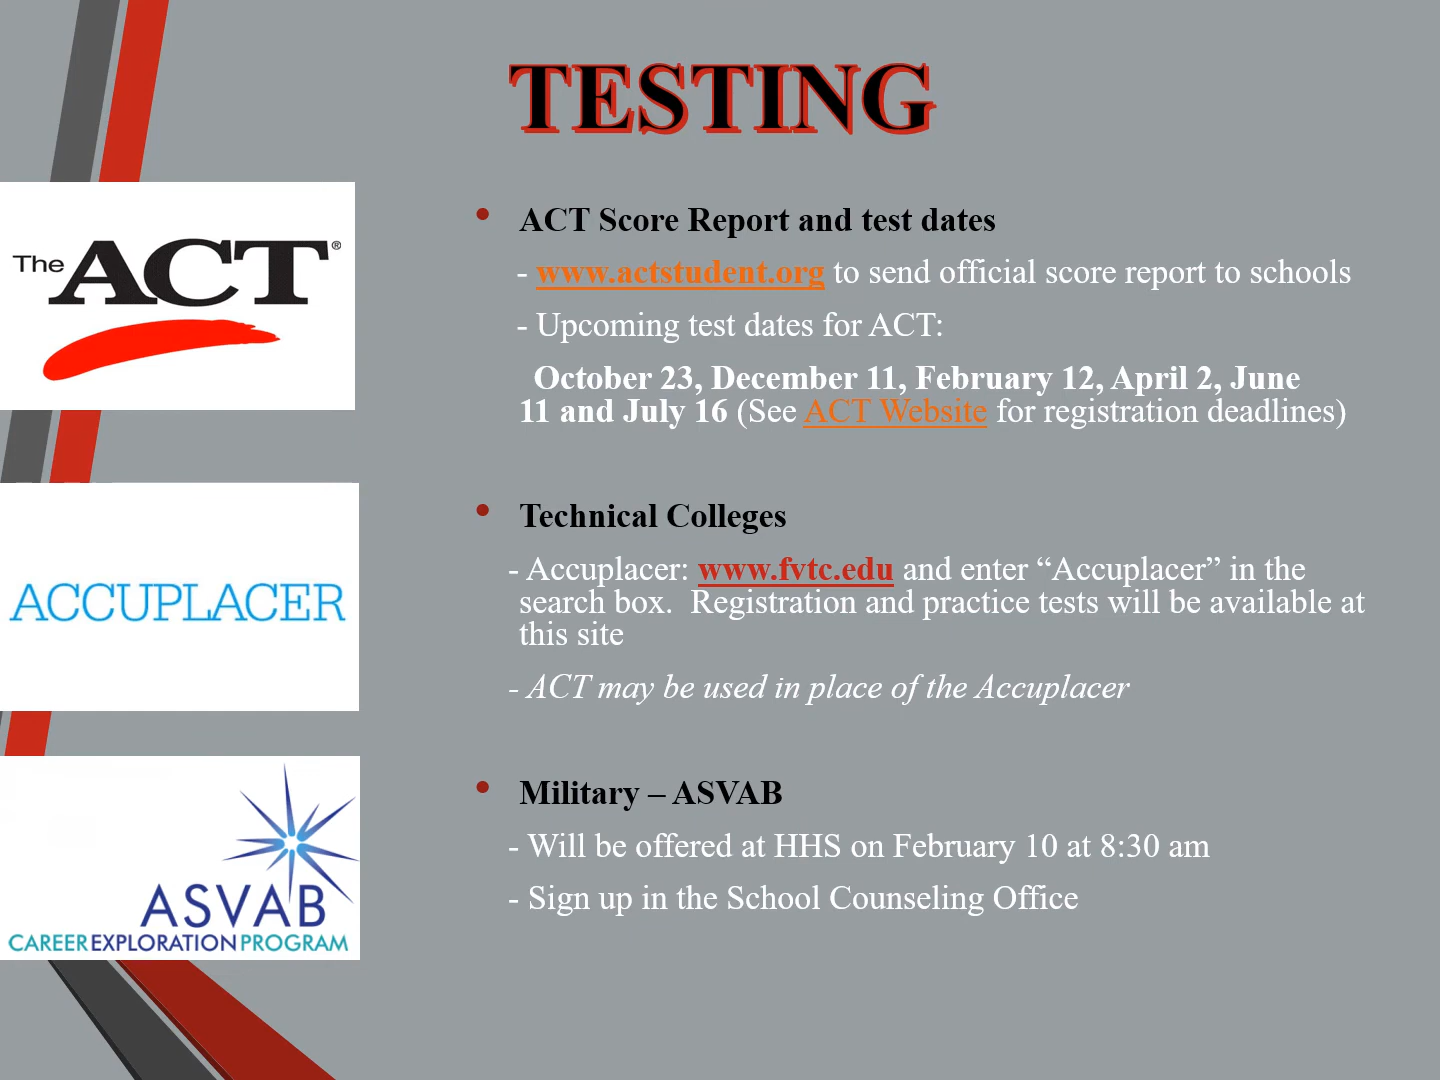 TESTING
The ACT®
• ACT Score Report and test dates
- www.actstudent.org to send official score report to schools
- Upcoming test dates for ACT:
October 23, December 11, February 12, April 2, June
11 and July 16 (See ACT Website for registration deadlines)
ACCUPLACER
• Technical Colleges
- Accuplacer: www.fvtc.edu and enter “Accuplacer” in the
search box.  Registration and practice tests will be available at
this site
- ACT may be used in place of the Accuplacer
ASVAB
CAREER EXPLORATION PROGRAM
• Military – ASVAB
- Will be offered at HHS on February 10 at 8:30 am
- Sign up in the School Counseling Office